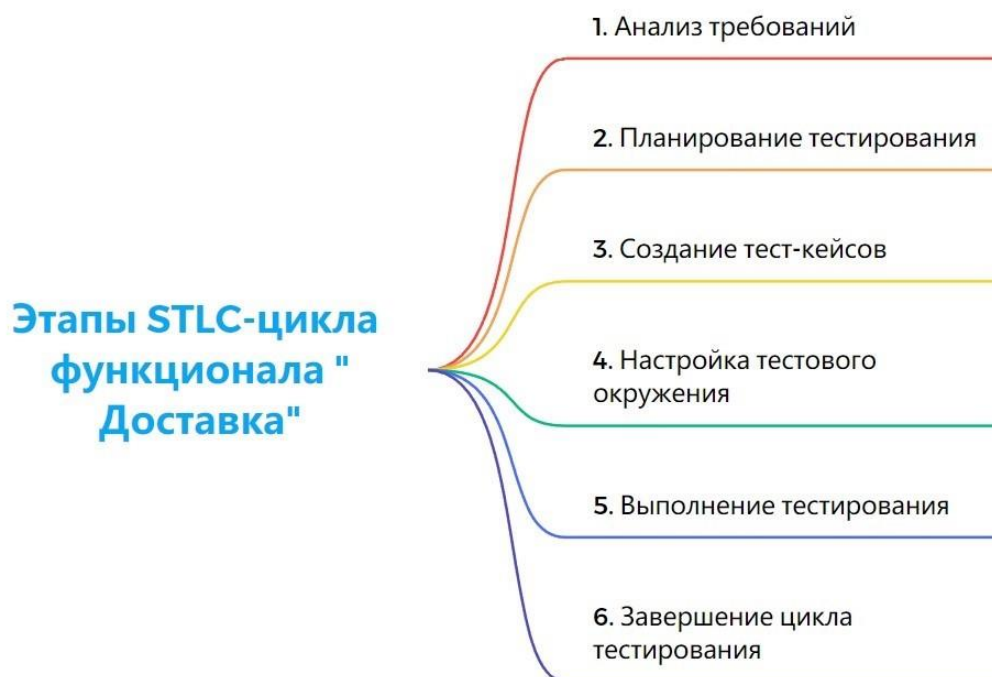 Этапы STLC-цикла
функционала "
Доставка"
1. Анализ требований
2. Планирование тестирования
3. Создание тест-кейсов
4. Настройка тестового
окружения
5. Выполнение тестирования
6. Завершение цикла
тестирования